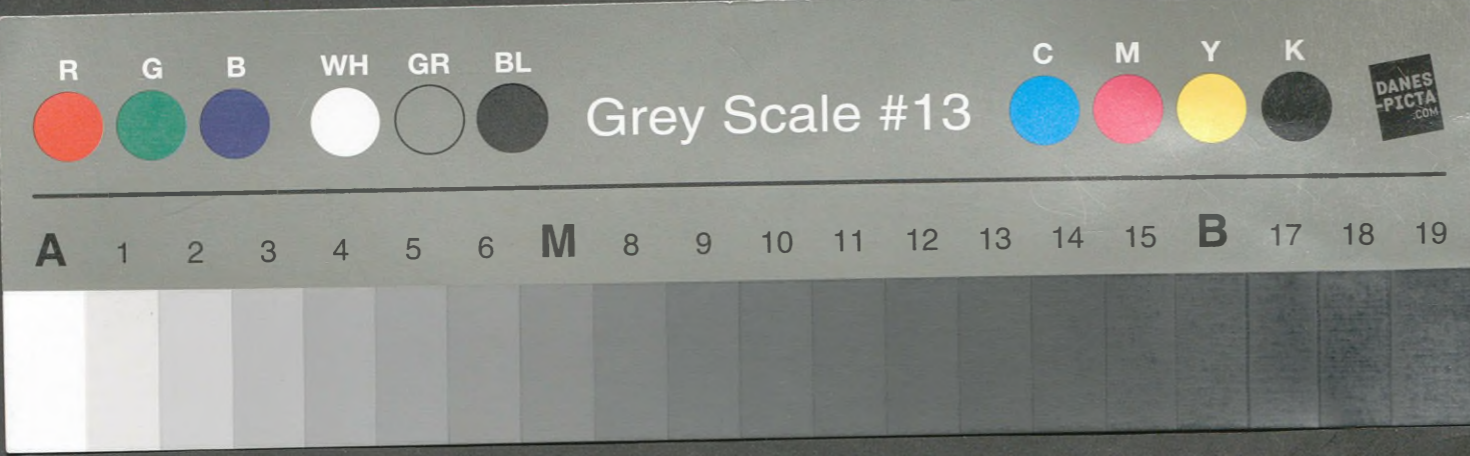 R G B WH GR BL Grey Scale #13 C M Y K
DANES
-PICTA
.COM
A 1 2 3 4 5 6 M 8 9 10 11 12 13 14 15 B 17 18 19